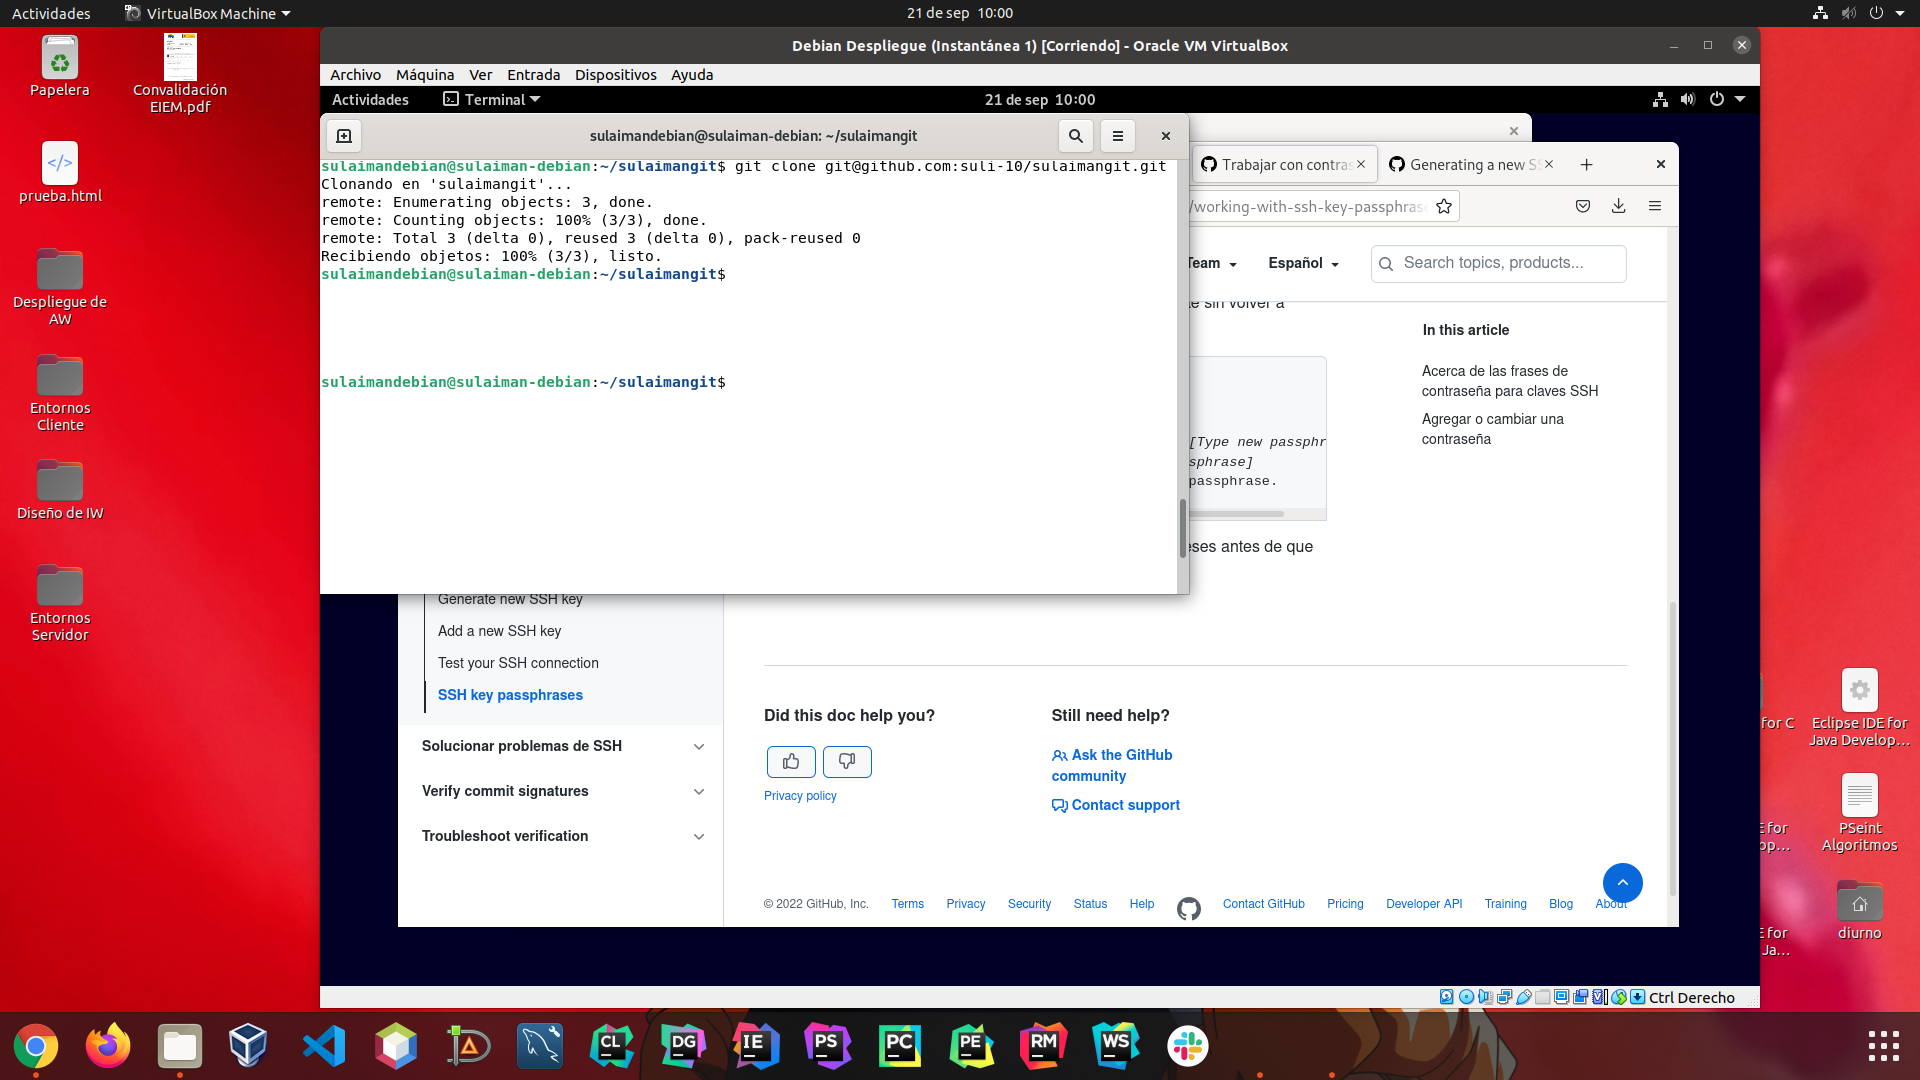 Actividades
VirtualBox Machine
21 de sep 10:00
Papelera
Convalidación
EIEM.pdf
prueba.html
Despliegue de
AW
Entornos
Cliente
Diseño de IW
Entornos
Servidor
Debian Despliegue (Instantánea 1) [Corriendo] - Oracle VM VirtualBox
Archivo Máquina Ver Entrada Dispositivos Ayuda
Actividades
Terminal
21 de sep 10:00
sulaimandebian@sulaiman-debian: ~/sulaimangit
sulaimandebian@sulaiman-debian:~/sulaimangit$ git clone git@github.com:suli-10/sulaimangit.git
Clonando en 'sulaimangit'...
remote: Enumerating objects: 3, done.
remote: Counting objects: 100% (3/3), done.
remote: Total 3 (delta 0), reused 3 (delta 0), pack-reused 0
Recibiendo objetos: 100% (3/3), listo.
sulaimandebian@sulaiman-debian:~/sulaimangit$
sulaimandebian@sulaiman-debian:~/sulaimangit$
Trabajar con contras
Generating a new S
/working-with-ssh-key-passphras
Team
Español
Search topics, products...
te sin volver a
In this article
Acerca de las frases de
contraseña para claves SSH
Agregar o cambiar una
contraseña
[Type new passphr
sphrase]
passphrase.
eses antes de que
Generate new SSH key
Add a new SSH key
Test your SSH connection
SSH key passphrases
Solucionar problemas de SSH
Verify commit signatures
Troubleshoot verification
Did this doc help you?
Privacy policy
Still need help?
Ask the GitHub
community
Contact support
© 2022 GitHub, Inc. Terms Privacy Security Status Help Contact GitHub Pricing Developer API Training Blog About
Ctrl Derecho
for C
Eclipse IDE for
Java Develop...
E for
op...
PSeint
Algoritmos
E for
Ja...
diurno
CL
DG
IE
PS
PC
PE
RM
WS